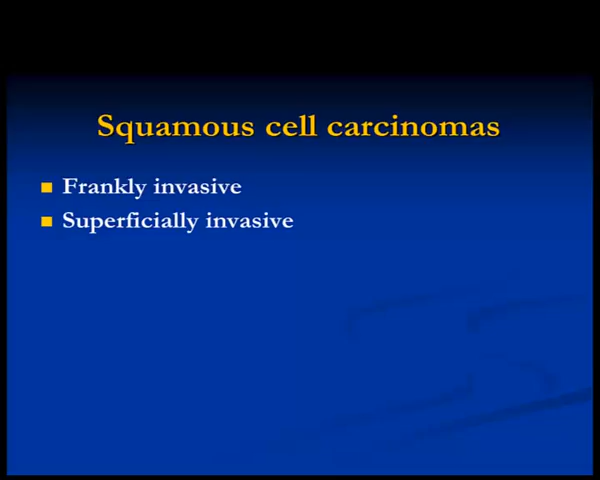 Squamous cell carcinomas
Frankly invasive
Superficially invasive